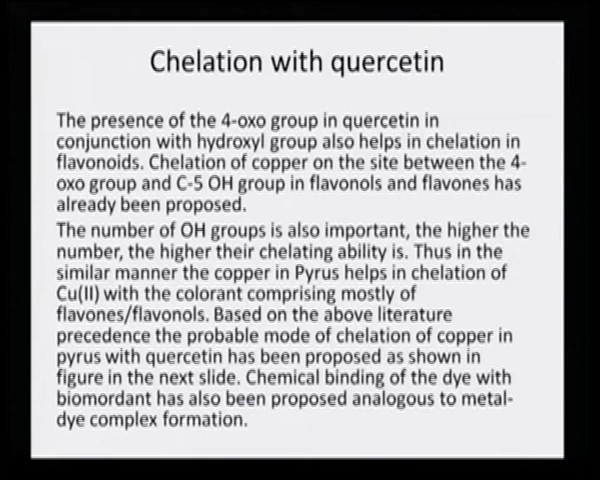 Chelation with quercetin
The presence of the 4-oxo group in quercetin in
conjunction with hydroxyl group also helps in chelation in
flavonoids. Chelation of copper on the site between the 4-
oxo group and C-5 OH group in flavonols and flavones has
already been proposed.
The number of OH groups is also important, the higher the
number, the higher their chelating ability is. Thus in the
similar manner the copper in Pyrus helps in chelation of
Cu(II) with the colorant comprising mostly of
flavones/flavonols. Based on the above literature
precedence the probable mode of chelation of copper in
pyrus with quercetin has been proposed as shown in
figure in the next slide. Chemical binding of the dye with
biomordant has also been proposed analogous to metal-
dye complex formation.